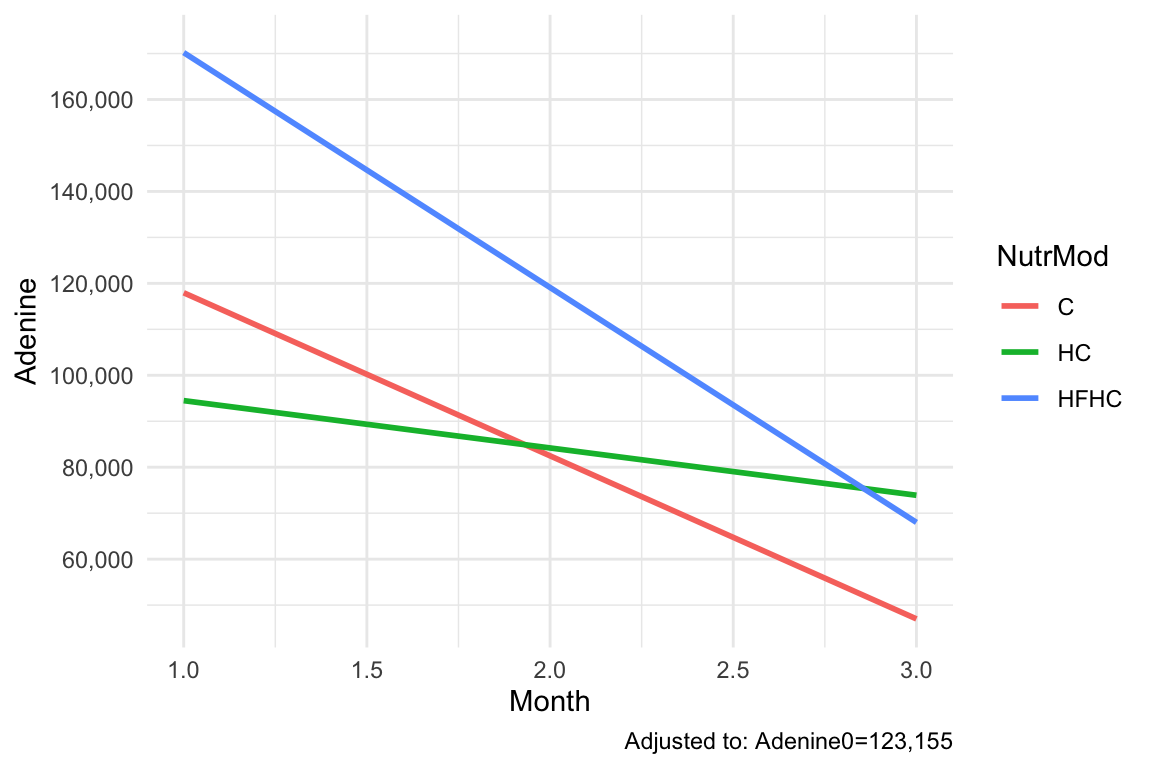 Adenine
160,000
140,000
120,000
100,000
80,000
60,000
1.0 1.5 2.0 2.5 3.0
Month
NutrMod
C
HC
HFHC
Adjusted to: Adenine0=123,155